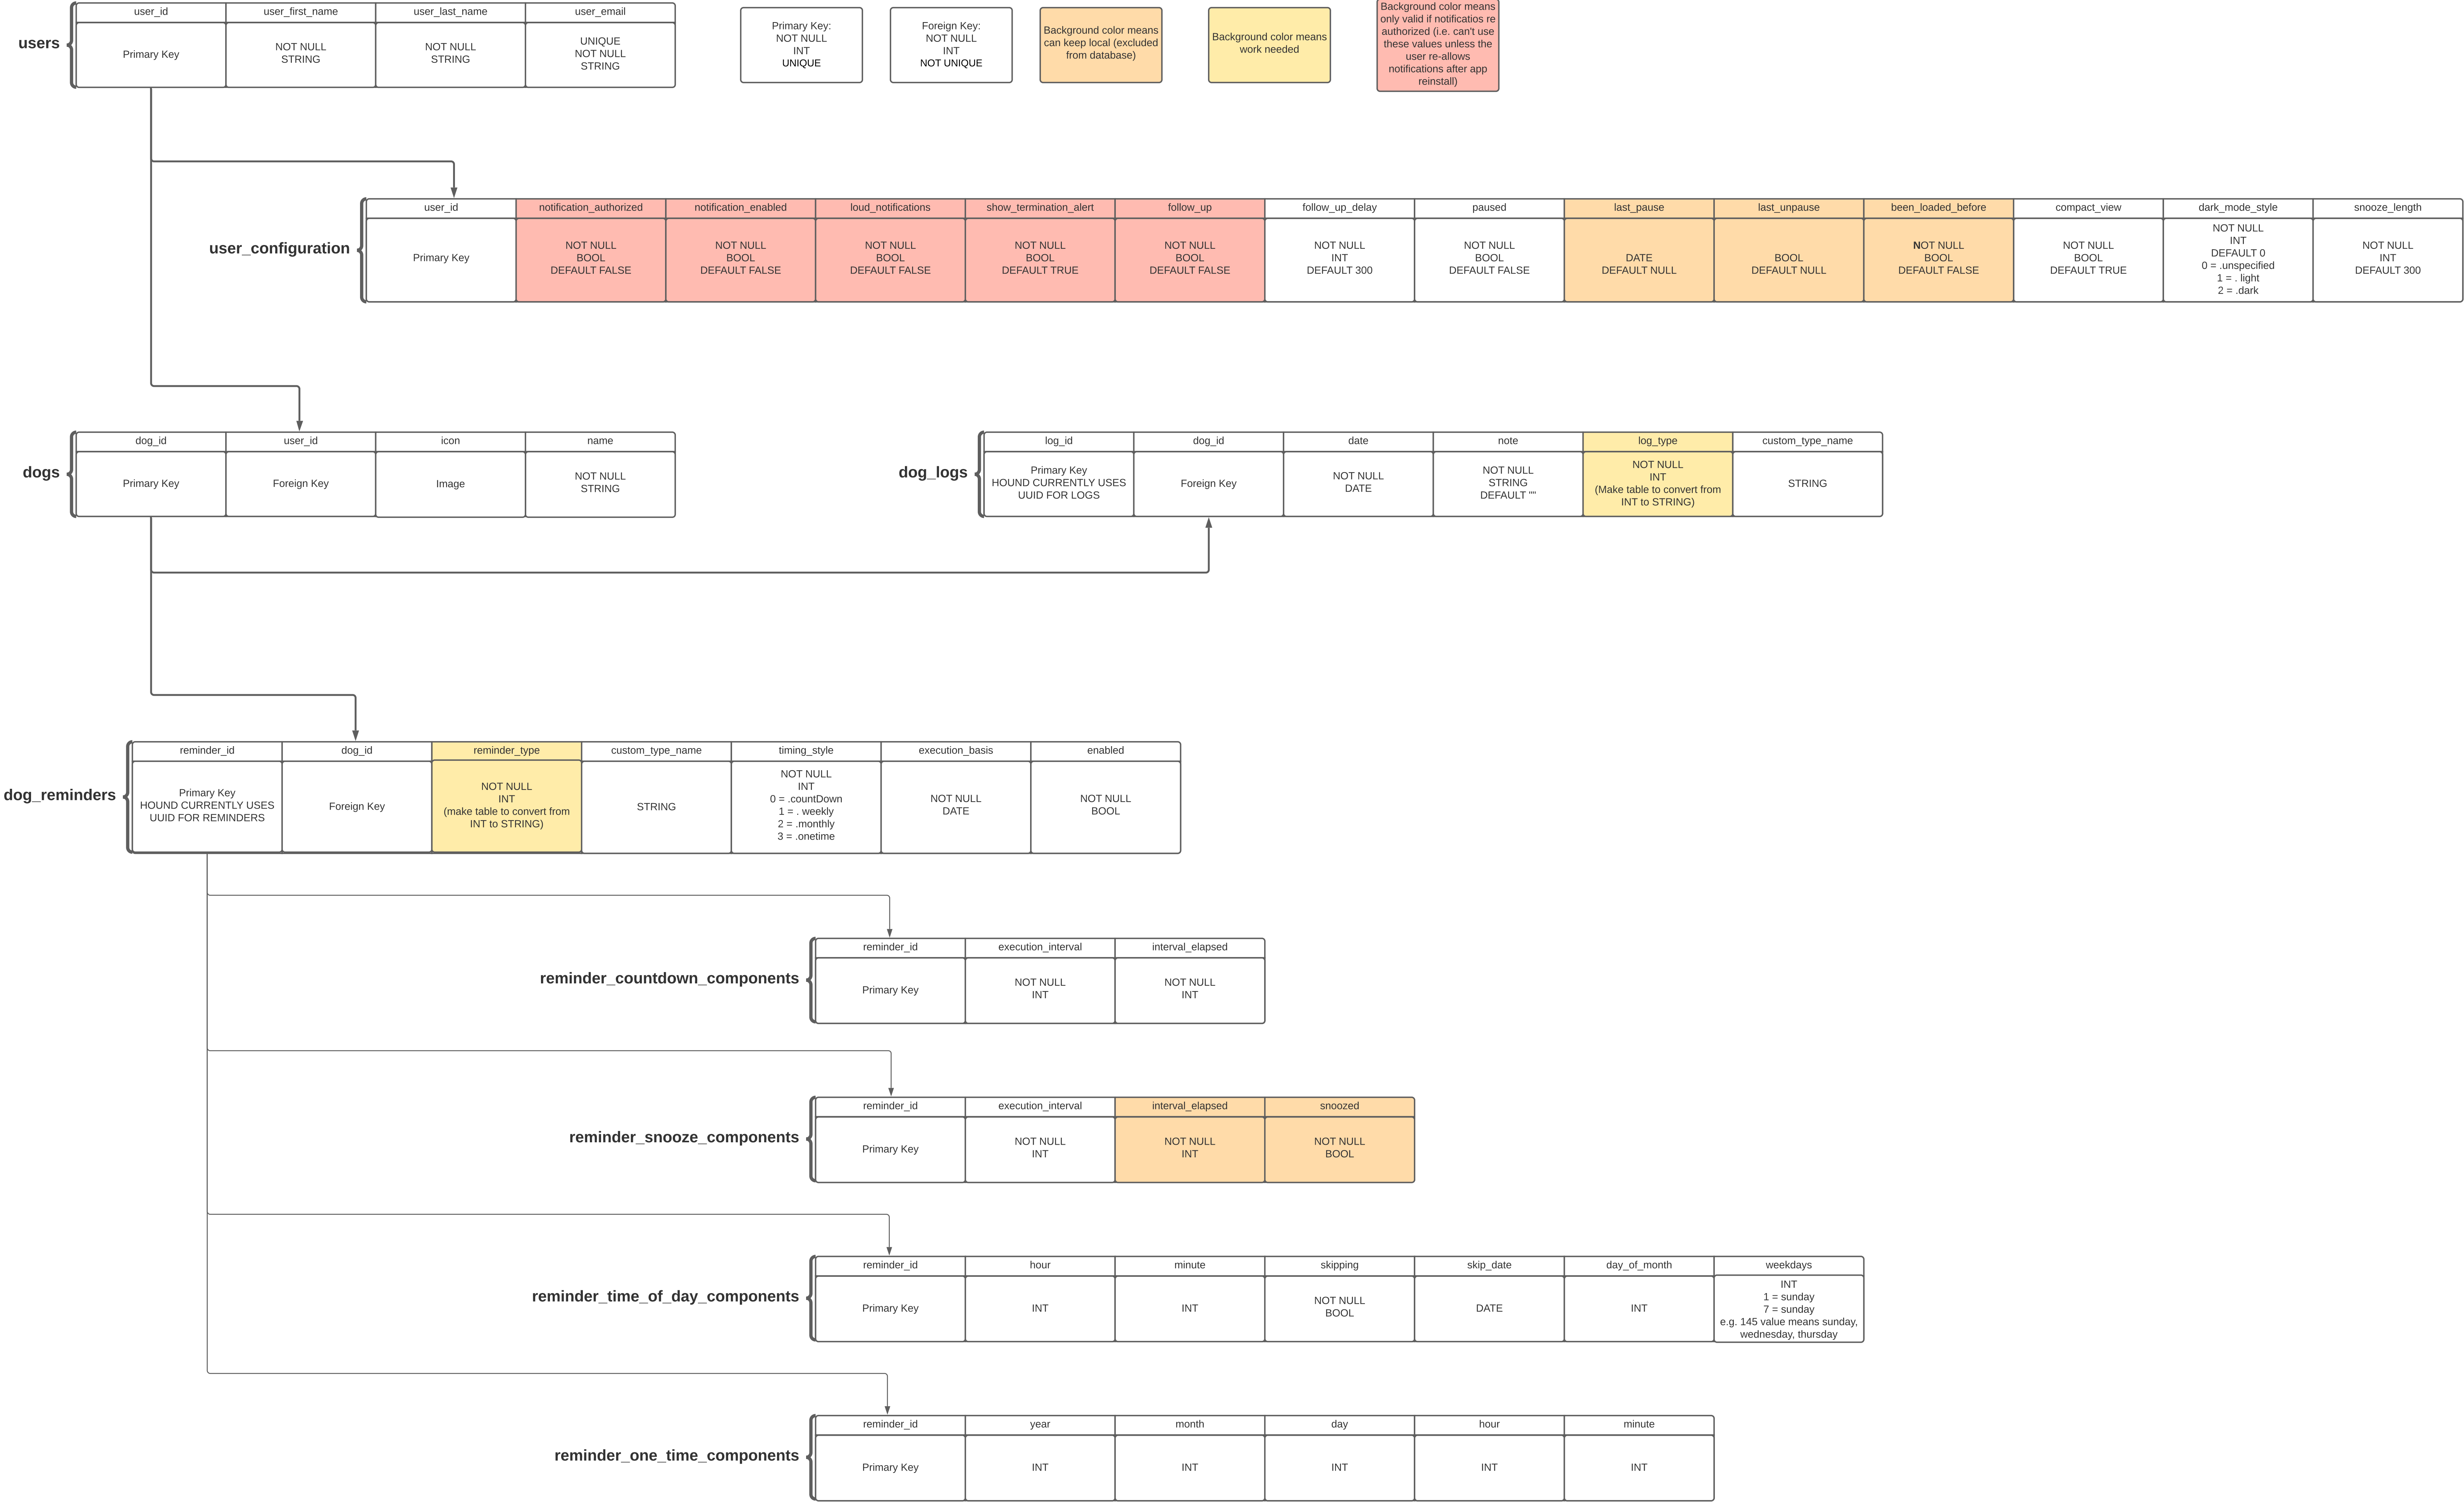 users
user_id
user_first_name
user_last_name
user_email
Primary Key
NOT NULL
STRING
NOT NULL
STRING
UNIQUE
NOT NULL
STRING
Primary Key:
NOT NULL
INT
UNIQUE
Foreign Key:
NOT NULL
INT
NOT UNIQUE
Background color means
can keep local (excluded
from database)
Background color means
work needed
Background color means
only valid if notificatios re
authorized (i.e. can't use
these values unless the
user re-allows
notifications after app
reinstall)
user_configuration
user_id
notification_authorized
notification_enabled
loud_notifications
show_termination_alert
follow_up
follow_up_delay
paused
last_pause
last_unpause
been_loaded_before
compact_view
dark_mode_style
snooze_length
Primary Key
NOT NULL
BOOL
DEFAULT FALSE
NOT NULL
BOOL
DEFAULT FALSE
NOT NULL
BOOL
DEFAULT FALSE
NOT NULL
BOOL
DEFAULT TRUE
NOT NULL
BOOL
DEFAULT FALSE
NOT NULL
INT
DEFAULT 300
NOT NULL
BOOL
DEFAULT FALSE
DATE
DEFAULT NULL
BOOL
DEFAULT NULL
NOT NULL
BOOL
DEFAULT FALSE
NOT NULL
BOOL
DEFAULT TRUE
NOT NULL
INT
DEFAULT 0
0 = .unspecified
1 = . light
2 = .dark
NOT NULL
INT
DEFAULT 300
dogs
dog_id
user_id
icon
name
Primary Key
Foreign Key
Image
NOT NULL
STRING
dog_logs
log_id
dog_id
date
note
log_type
custom_type_name
Primary Key
HOUND CURRENTLY USES
UUID FOR LOGS
Foreign Key
NOT NULL
DATE
NOT NULL
STRING
DEFAULT ""
NOT NULL
INT
(Make table to convert from
INT to STRING)
STRING
dog_reminders
reminder_id
dog_id
reminder_type
custom_type_name
timing_style
execution_basis
enabled
Primary Key
HOUND CURRENTLY USES
UUID FOR REMINDERS
Foreign Key
NOT NULL
INT
(make table to convert from
INT to STRING)
STRING
NOT NULL
INT
0 = .countDown
1 = . weekly
2 = .monthly
3 = .onetime
NOT NULL
DATE
NOT NULL
BOOL
reminder_countdown_components
reminder_id
execution_interval
interval_elapsed
Primary Key
NOT NULL
INT
NOT NULL
INT
reminder_snooze_components
reminder_id
execution_interval
interval_elapsed
snoozed
Primary Key
NOT NULL
INT
NOT NULL
INT
NOT NULL
BOOL
reminder_time_of_day_components
reminder_id
hour
minute
skipping
skip_date
day_of_month
weekdays
Primary Key
INT
INT
NOT NULL
BOOL
DATE
INT
INT
1 = sunday
7 = sunday
e.g. 145 value means sunday,
wednesday, thursday
reminder_one_time_components
reminder_id
year
month
day
hour
minute
Primary Key
INT
INT
INT
INT
INT